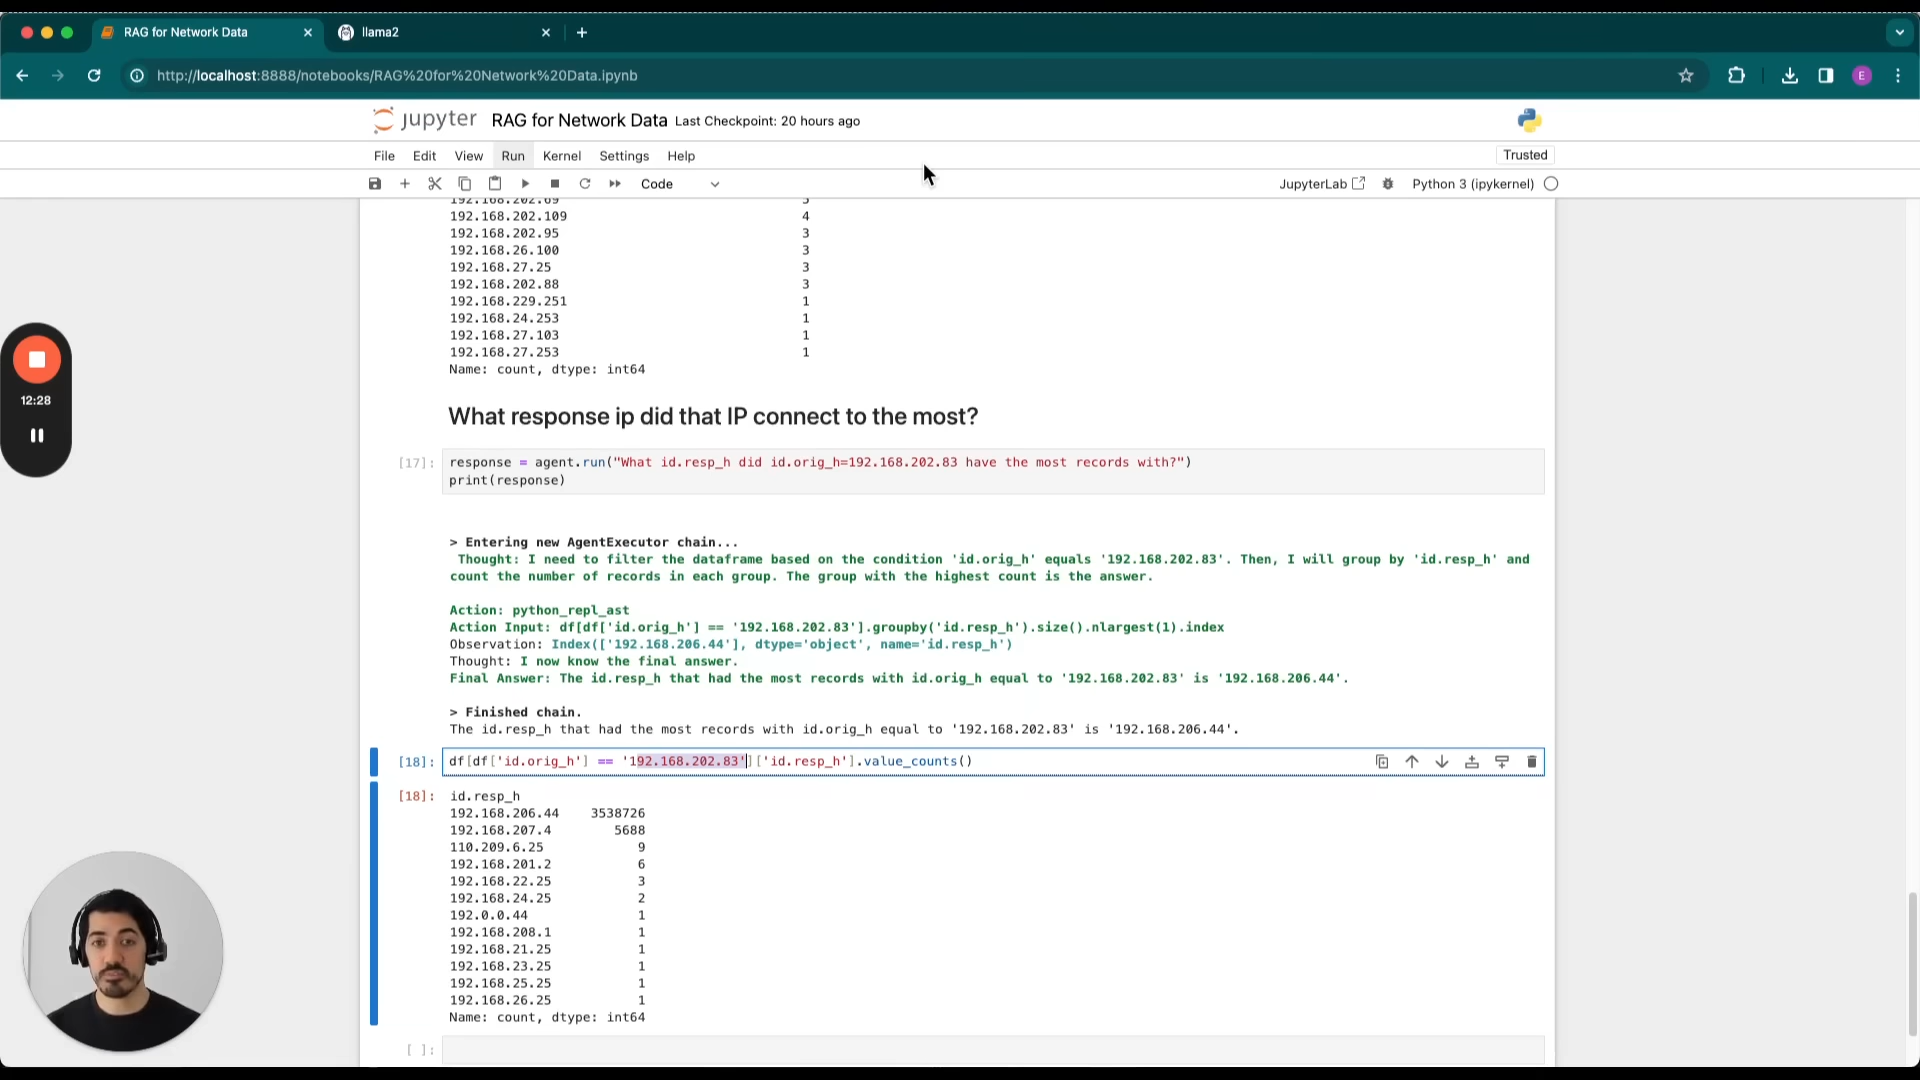 RAG for Network Data
llama2
http://localhost:8888/notebooks/RAG%20for%20Network%20Data.ipynb
E
jupyter RAG for Network Data Last Checkpoint: 20 hours ago
File Edit View Run Kernel Settings Help
Trusted
Code
JupyterLab
Python 3 (ipykernel)
192.168.202.109 4
192.168.202.95 3
192.168.26.100 3
192.168.27.25 3
192.168.202.88 3
192.168.229.251 1
192.168.24.253 1
192.168.27.103 1
192.168.27.253 1
Name: count, dtype: int64
12:28
What response ip did that IP connect to the most?
[17]: response = agent.run("What id.resp_h did id.orig_h=192.168.202.83 have the most records with?")
print(response)
> Entering new AgentExecutor chain...
Thought: I need to filter the dataframe based on the condition 'id.orig_h' equals '192.168.202.83'. Then, I will group by 'id.resp_h' and
count the number of records in each group. The group with the highest count is the answer.
Action: python_repl_ast
Action Input: df[df['id.orig_h'] == '192.168.202.83'].groupby('id.resp_h').size().nlargest(1).index
Observation: Index(['192.168.206.44'], dtype='object', name='id.resp_h')
Thought: I now know the final answer.
Final Answer: The id.resp_h that had the most records with id.orig_h equal to '192.168.202.83' is '192.168.206.44'.
> Finished chain.
The id.resp_h that had the most records with id.orig_h equal to '192.168.202.83' is '192.168.206.44'.
[18]: df[df['id.orig_h'] == '192.168.202.83']['id.resp_h'].value_counts()
[18]: id.resp_h
192.168.206.44 3538726
192.168.207.4 5688
110.209.6.25 9
192.168.201.2 6
192.168.22.25 3
192.168.24.25 2
192.0.0.44 1
192.168.208.1 1
192.168.21.25 1
192.168.23.25 1
192.168.25.25 1
192.168.26.25 1
Name: count, dtype: int64
[ ]: